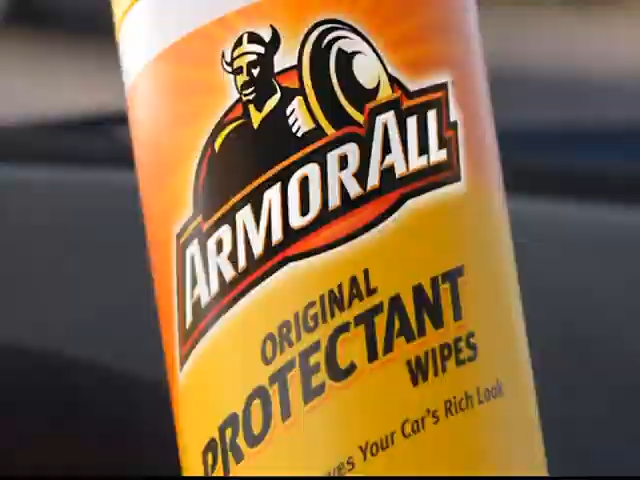 ARMORALL
ORIGINAL
PROTECTANT
WIPES
Your Car's Rich Look